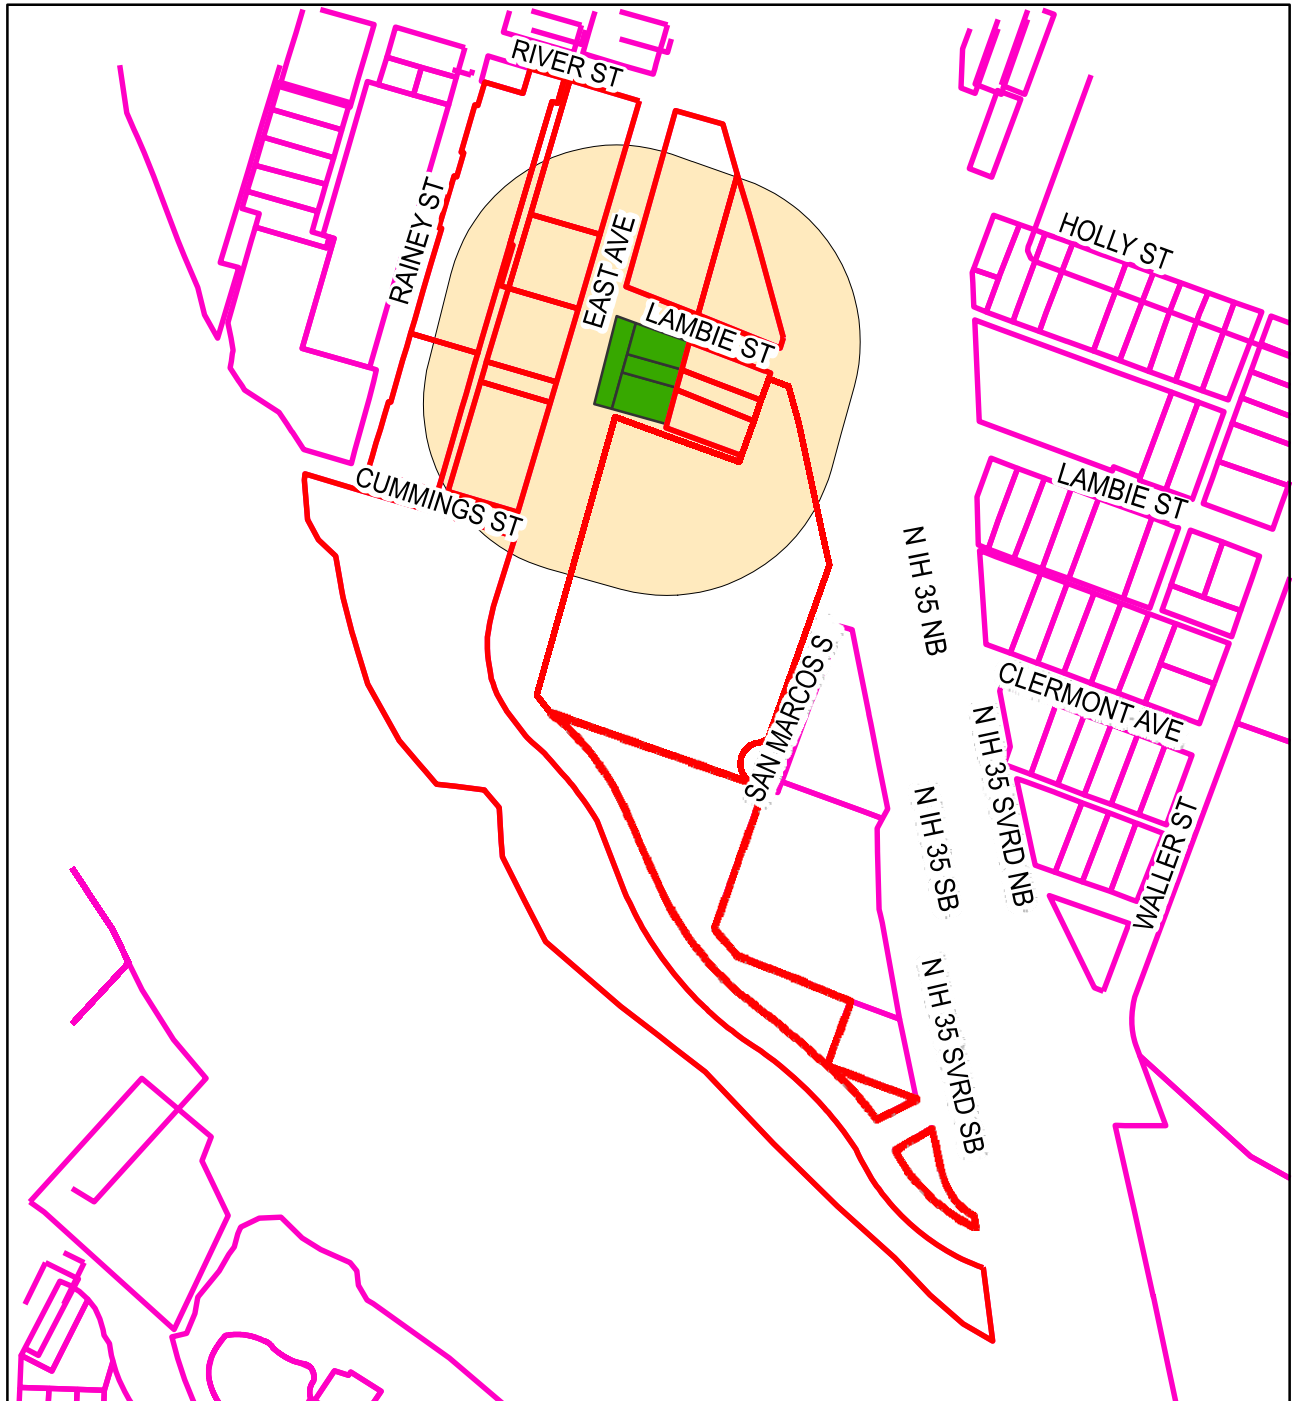 RIVER ST
RAINEY ST
HOLLY ST
EAST AVE
LAMBIE ST
CUMMINGS ST
LAMBIE ST
N IH 35 NB
SAN MARCOS S
CLERMONT AVE
N IH 35 SVRD NB
N IH 35 SB
WALLER ST
N IH 35 SVRD SB